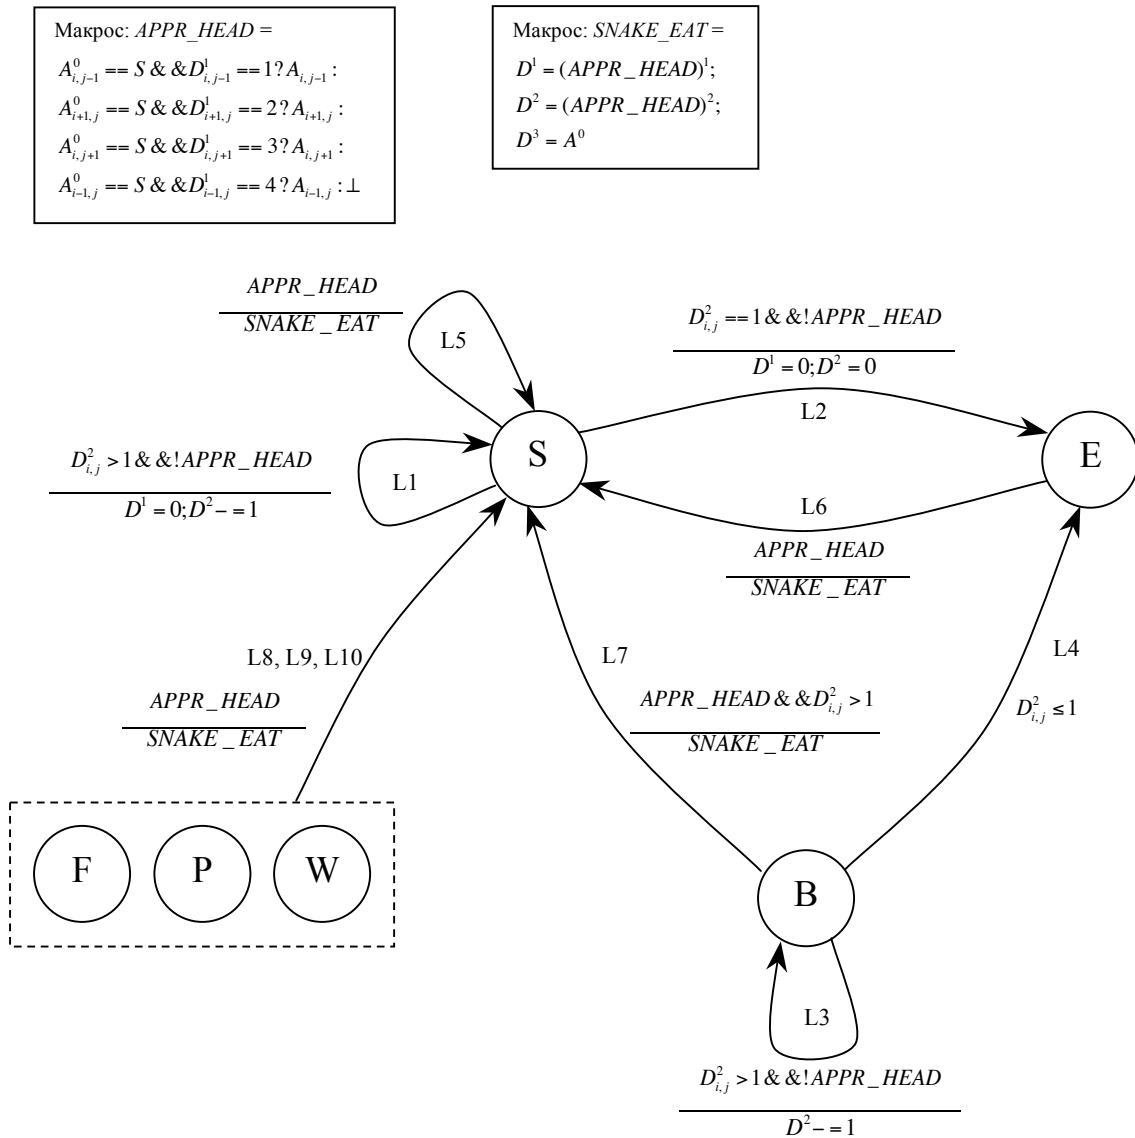 Макрос: APPR_HEAD =
A⁰ᵢ,ⱼ₋₁ == S & &D¹ᵢ,ⱼ₋₁ == 1? Aᵢ,ⱼ₋₁ :
A⁰ᵢ₊₁,ⱼ == S & &D¹ᵢ₊₁,ⱼ == 2? Aᵢ₊₁,ⱼ :
A⁰ᵢ,ⱼ₊₁ == S & &D¹ᵢ,ⱼ₊₁ == 3? Aᵢ,ⱼ₊₁ :
A⁰ᵢ₋₁,ⱼ == S & &D¹ᵢ₋₁,ⱼ == 4? Aᵢ₋₁,ⱼ :⊥
Макрос: SNAKE_EAT =
D¹ = (APPR_HEAD)¹;
D² = (APPR_HEAD)²;
D³ = A⁰
APPR_HEAD
SNAKE_EAT
L5
D²ᵢ,ⱼ == 1& &!APPR_HEAD
D¹ = 0; D² = 0
L2
D²ᵢ,ⱼ > 1& &!APPR_HEAD
D¹ = 0; D² − = 1
L1
S
E
L6
APPR_HEAD
SNAKE_EAT
L8, L9, L10
APPR_HEAD
SNAKE_EAT
L7
APPR_HEAD & &D²ᵢ,ⱼ > 1
SNAKE_EAT
L4
D²ᵢ,ⱼ ≤ 1
F
P
W
B
L3
D²ᵢ,ⱼ > 1& &!APPR_HEAD
D² − = 1